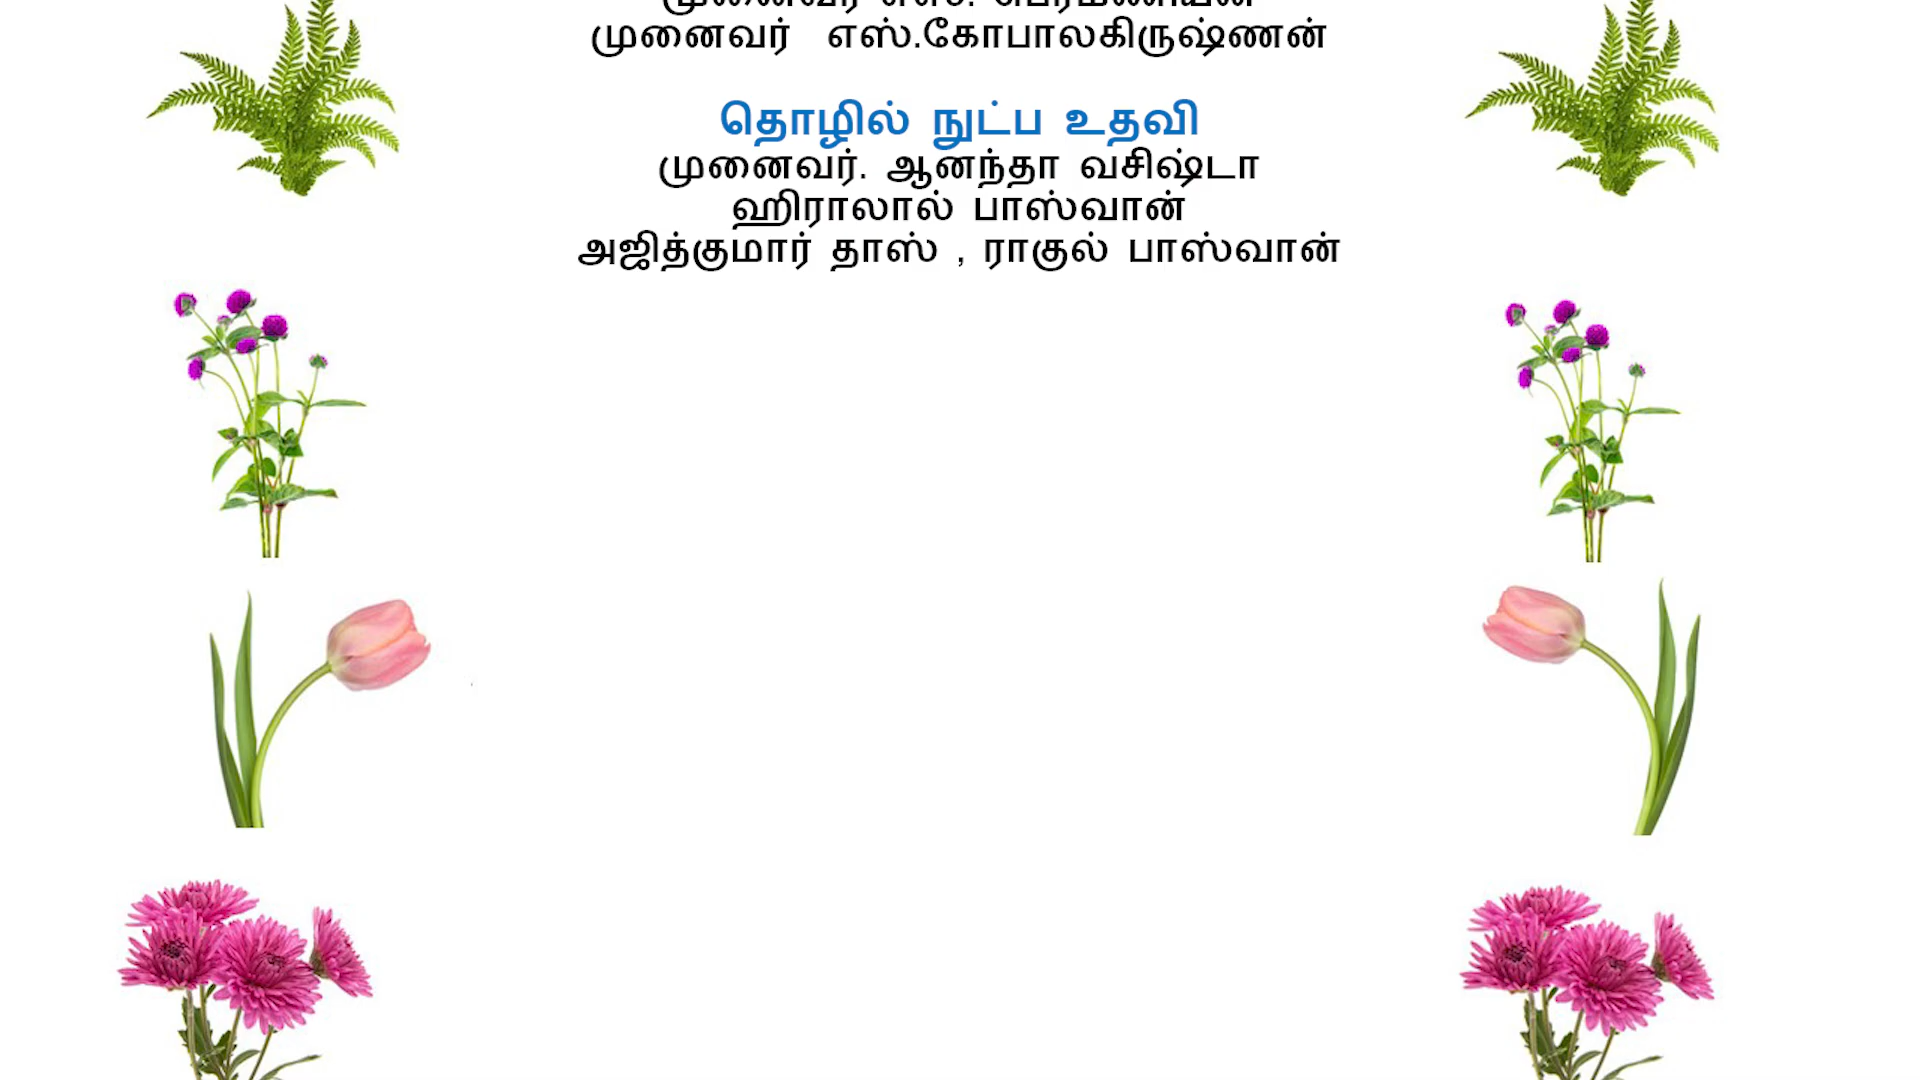 முனைவர் எஸ்.கோபாலகிருஷ்ணன்
தொழில் நுட்ப உதவி
முனைவர். ஆனந்தா வசிஷ்டா
ஹிராலால் பாஸ்வான்
அஜித்குமார் தாஸ் , ராகுல் பாஸ்வான்